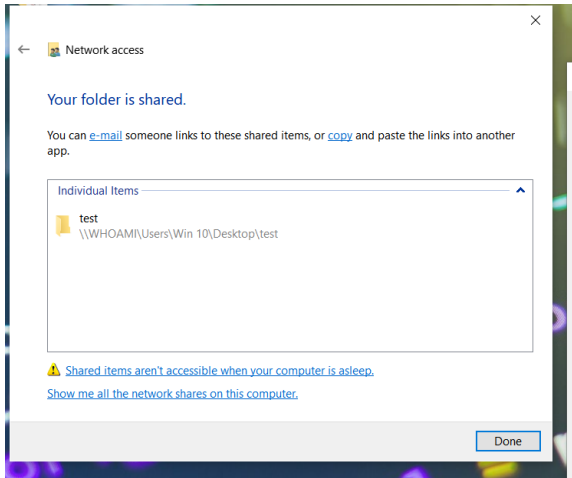 Network access
Your folder is shared.
You can e-mail someone links to these shared items, or copy and paste the links into another
app.
Individual Items
test
\\WHOAMI\Users\Win 10\Desktop\test
Shared items aren't accessible when your computer is asleep.
Show me all the network shares on this computer.
Done